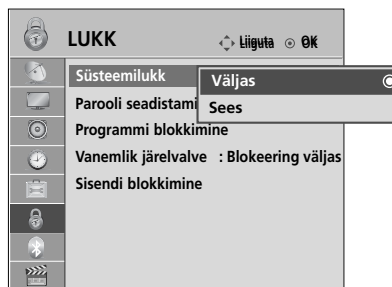 LUKK
Liiguta
OK
Süsteemilukk
Väljas
Parooli seadistami
Sees
Programmi blokkimine
Vanemlik järelvalve : Blokeering väljas
Sisendi blokkimine